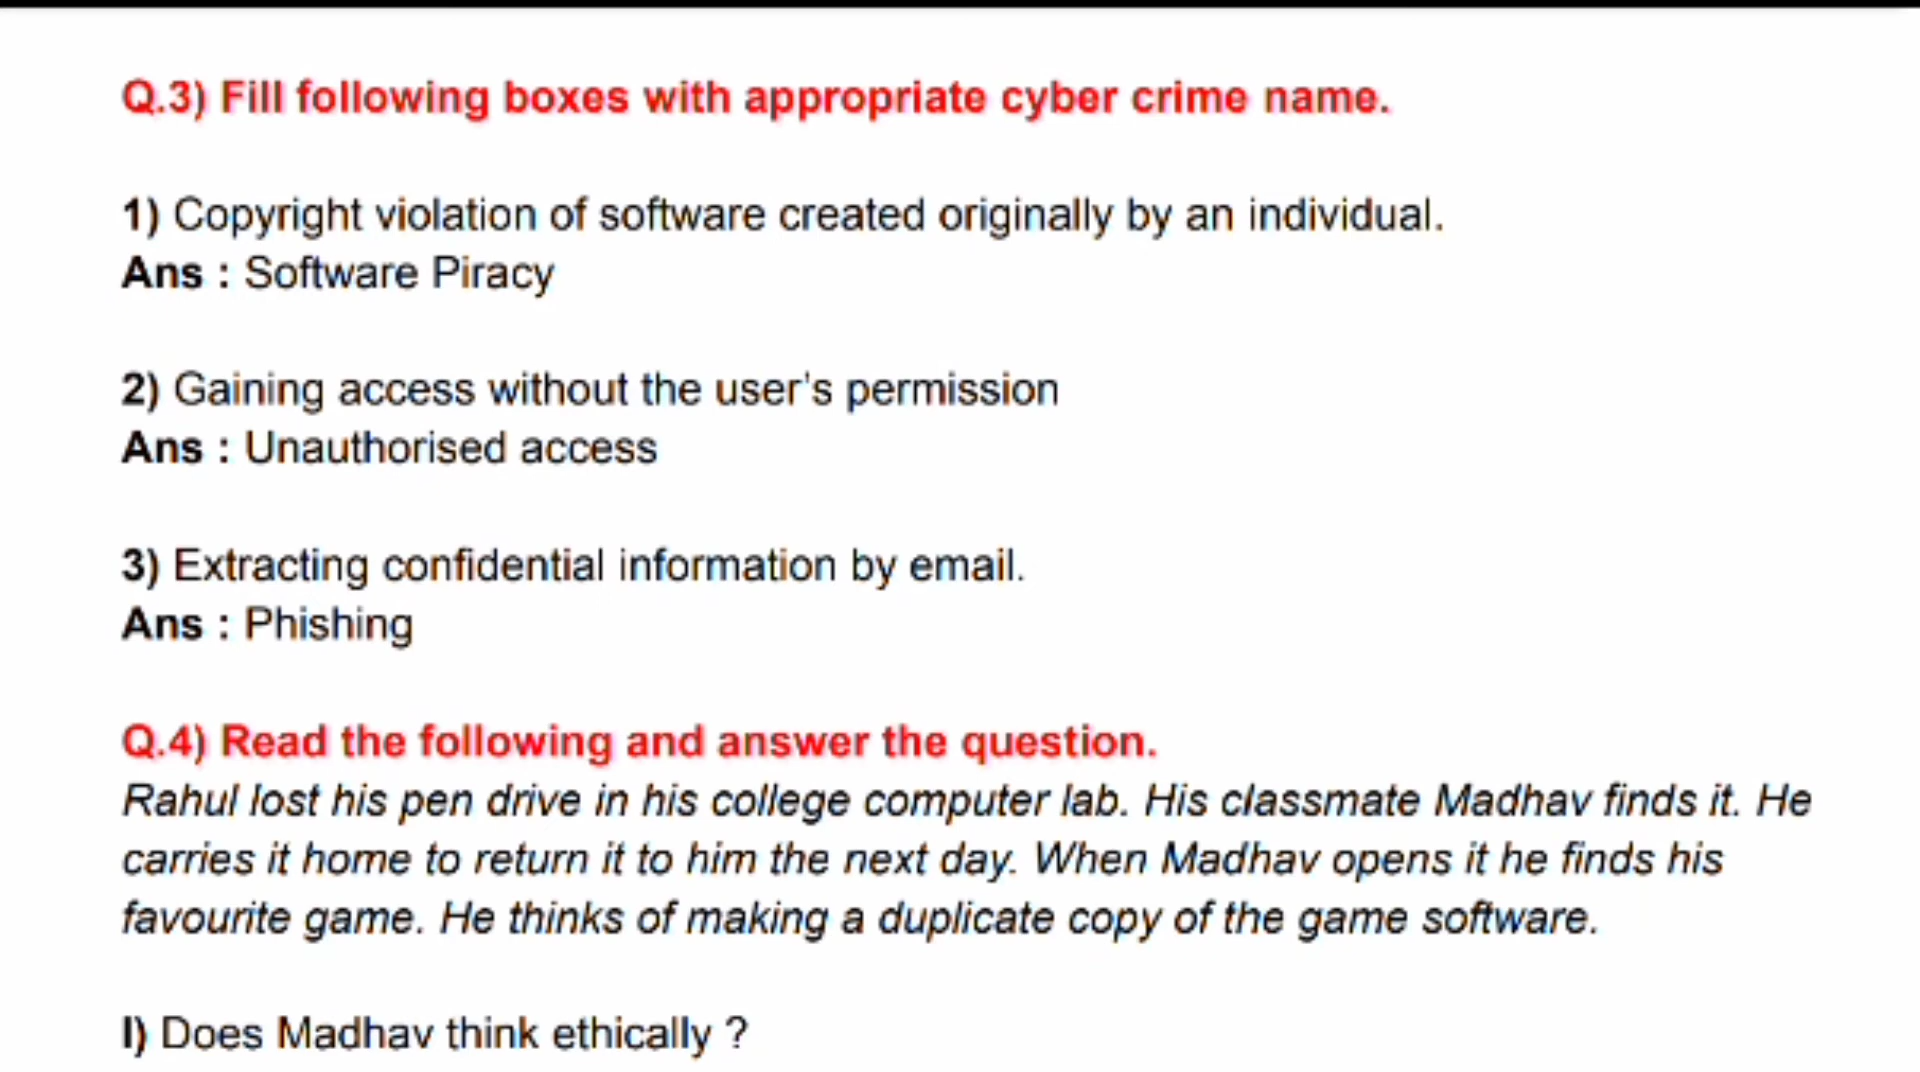 Q.3) Fill following boxes with appropriate cyber crime name.
1) Copyright violation of software created originally by an individual.
Ans : Software Piracy
2) Gaining access without the user's permission
Ans : Unauthorised access
3) Extracting confidential information by email.
Ans : Phishing
Q.4) Read the following and answer the question.
Rahul lost his pen drive in his college computer lab. His classmate Madhav finds it. He
carries it home to return it to him the next day. When Madhav opens it he finds his
favourite game. He thinks of making a duplicate copy of the game software.
I) Does Madhav think ethically ?